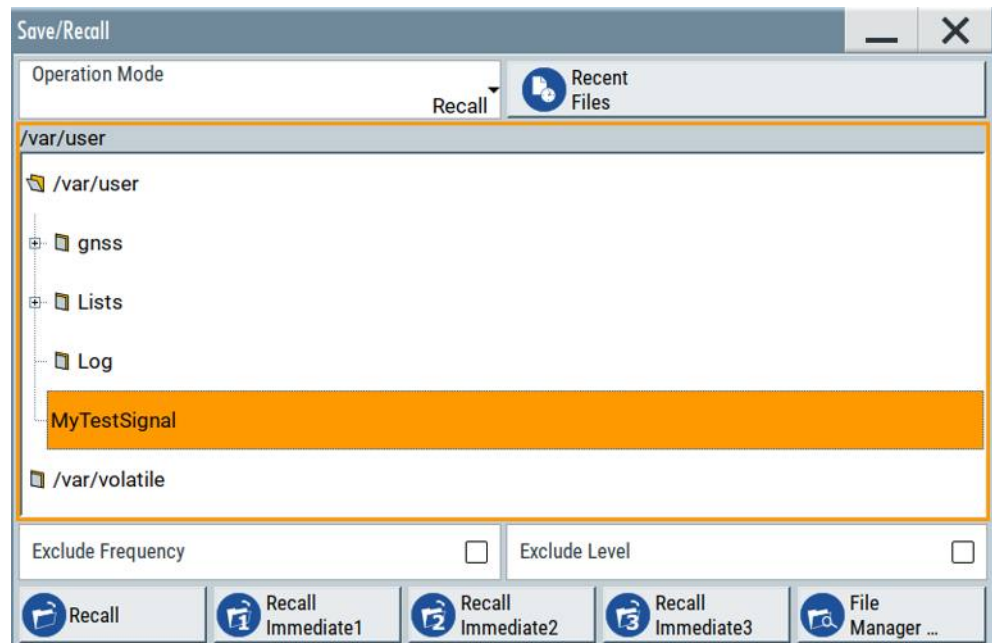 Save/Recall
Operation Mode
Recall
Recent
Files
/var/user
/var/user
gnss
Lists
Log
MyTestSignal
/var/volatile
Exclude Frequency
Exclude Level
Recall
Recall
Immediate1
Recall
Immediate2
Recall
Immediate3
File
Manager ...